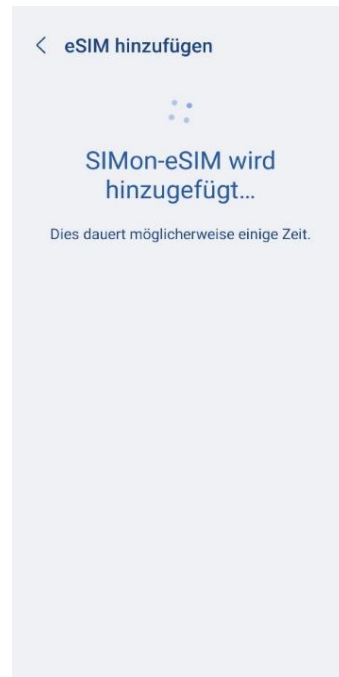 eSIM hinzufügen
SIMon-eSIM wird
hinzugefügt...
Dies dauert möglicherweise einige Zeit.